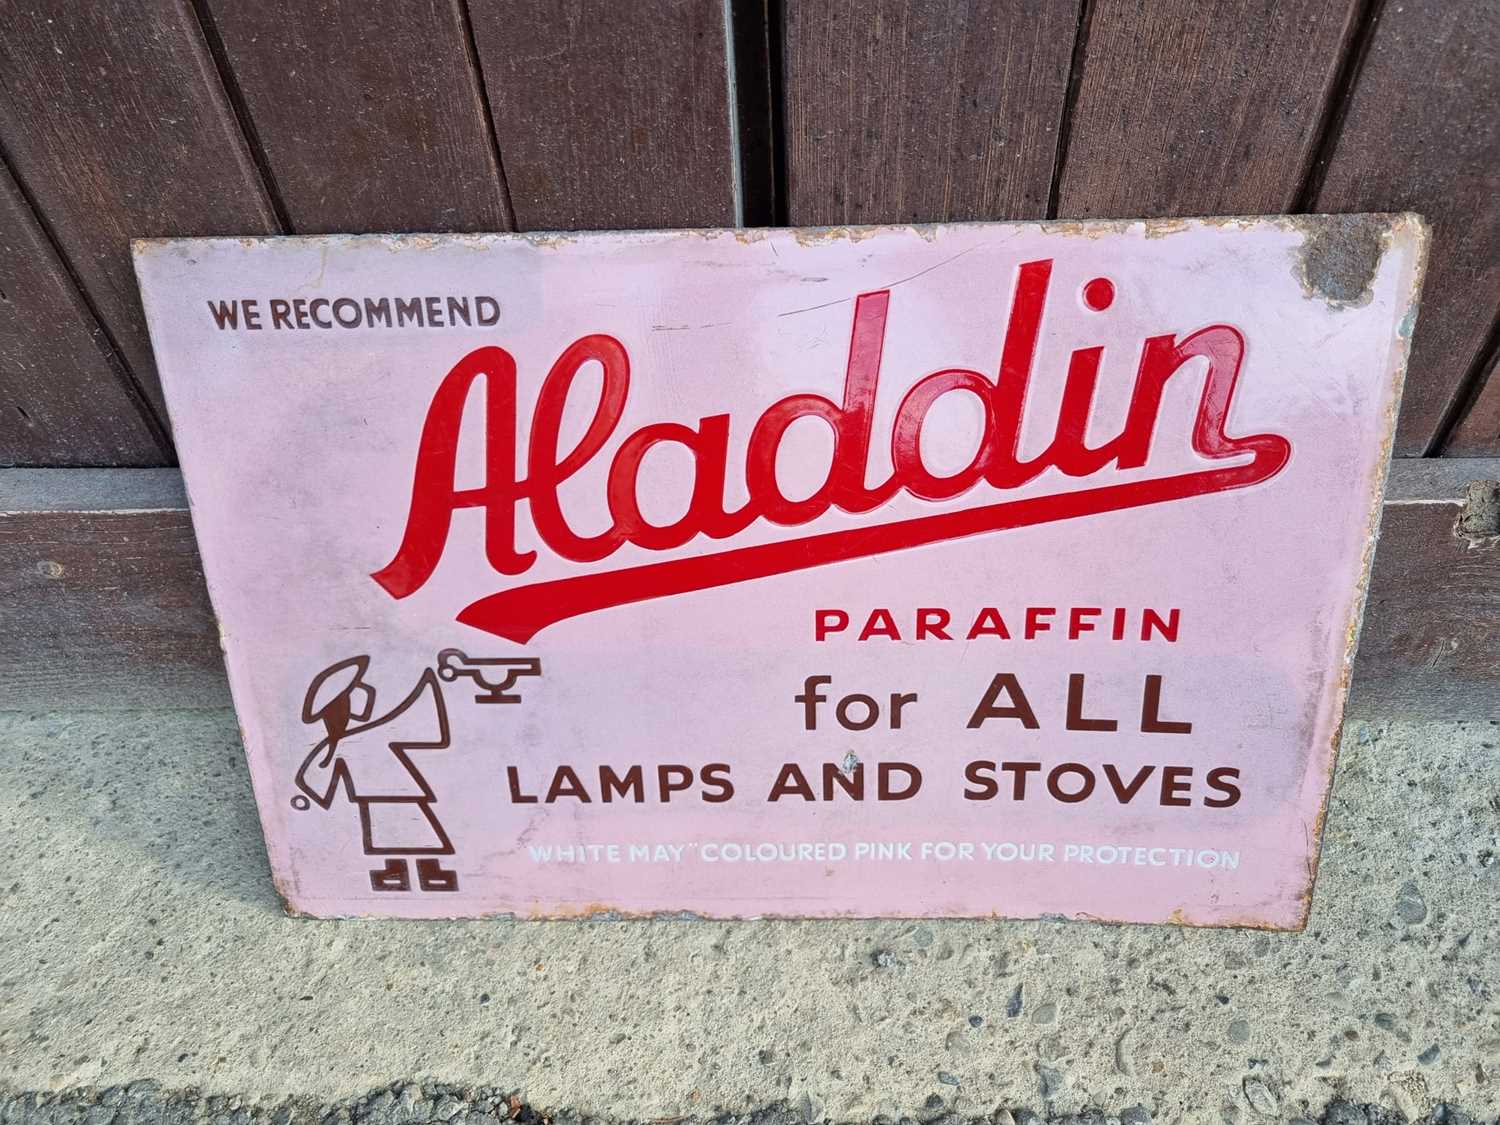 WE RECOMMEND
Aladdin
PARAFFIN
for ALL
LAMPS AND STOVES
WHITE MAY" COLOURED PINK FOR YOUR PROTECTION